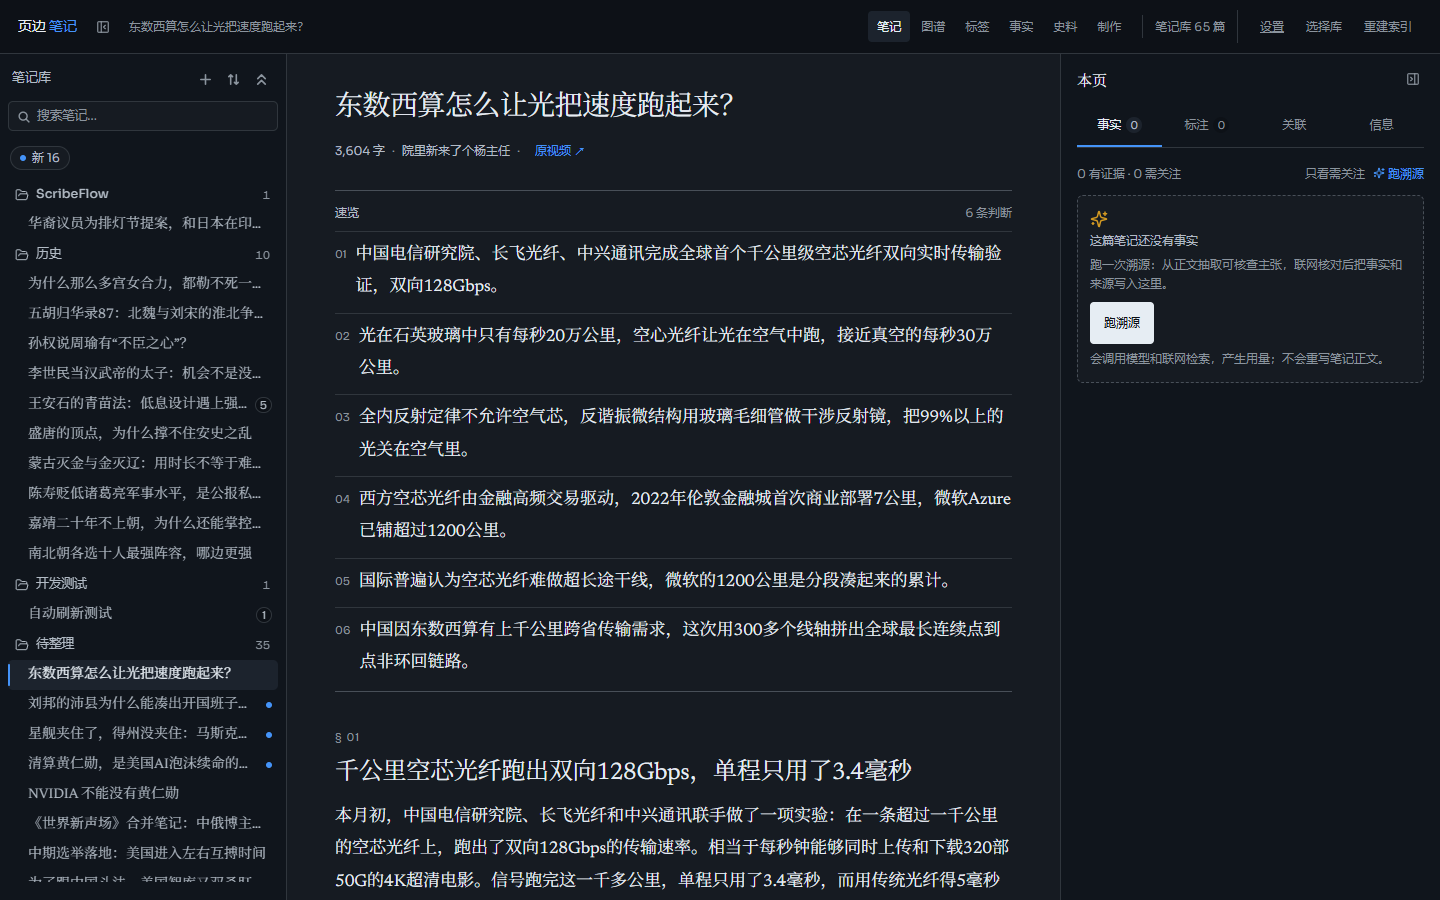 页边 笔记
东数西算怎么让光把速度跑起来？
笔记 图谱 标签 事实 史料 制作 笔记库 65 篇 设置 选择库 重建索引
笔记库
搜索笔记...
新 16
ScribeFlow 1
华裔议员为排灯节提案，和日本在印...
历史 10
为什么那么多宫女合力，都勒不死一...
五胡归华录87：北魏与刘宋的淮北争...
孙权说周瑜有“不臣之心”？
李世民当汉武帝的太子：机会不是没...
王安石的青苗法：低息设计遇上强... 5
盛唐的顶点，为什么撑不住安史之乱
蒙古灭金与金灭辽：用时长不等于难...
陈寿贬低诸葛亮军事水平，是公报私...
嘉靖二十年不上朝，为什么还能掌控...
南北朝各选十人最强阵容，哪边更强
开发测试 1
自动刷新测试 1
待整理 35
东数西算怎么让光把速度跑起来？
刘邦的沛县为什么能凑出开国班子...
星舰夹住了，得州没夹住：马斯克...
清算黄仁勋，是美国AI泡沫续命的...
NVIDIA 不能没有黄仁勋
《世界新声场》合并笔记：中俄博主...
中期选举落地：美国进入左右互搏时间
东数西算怎么让光把速度跑起来？
3,604 字 · 院里新来了个杨主任 · 原视频 ↗
速览 6 条判断
01 中国电信研究院、长飞光纤、中兴通讯完成全球首个千公里级空芯光纤双向实时传输验
证，双向128Gbps。
02 光在石英玻璃中只有每秒20万公里，空心光纤让光在空气中跑，接近真空的每秒30万
公里。
03 全内反射定律不允许空气芯，反谐振微结构用玻璃毛细管做干涉反射镜，把99%以上的
光关在空气里。
04 西方空芯光纤由金融高频交易驱动，2022年伦敦金融城首次商业部署7公里，微软Azure
已铺超过1200公里。
05 国际普遍认为空芯光纤难做超长途干线，微软的1200公里是分段凑起来的累计。
06 中国因东数西算有上千公里跨省传输需求，这次用300多个线轴拼出全球最长连续点到
点非环回链路。
§ 01
千公里空芯光纤跑出双向128Gbps，单程只用了3.4毫秒
本月初，中国电信研究院、长飞光纤和中兴通讯联手做了一项实验：在一条超过一千公里
的空芯光纤上，跑出了双向128Gbps的传输速率。相当于每秒钟能够同时上传和下载320部
50G的4K超清电影。信号跑完这一千多公里，单程只用了3.4毫秒，而用传统光纤得5毫秒
本页
事实 0 标注 0 关联 信息
0 有证据 · 0 需关注 只看需关注 跑溯源
这篇笔记还没有事实
跑一次溯源：从正文抽取可核查主张，联网核对后把事实和
来源写入这里。
跑溯源
会调用模型和联网检索，产生用量；不会重写笔记正文。